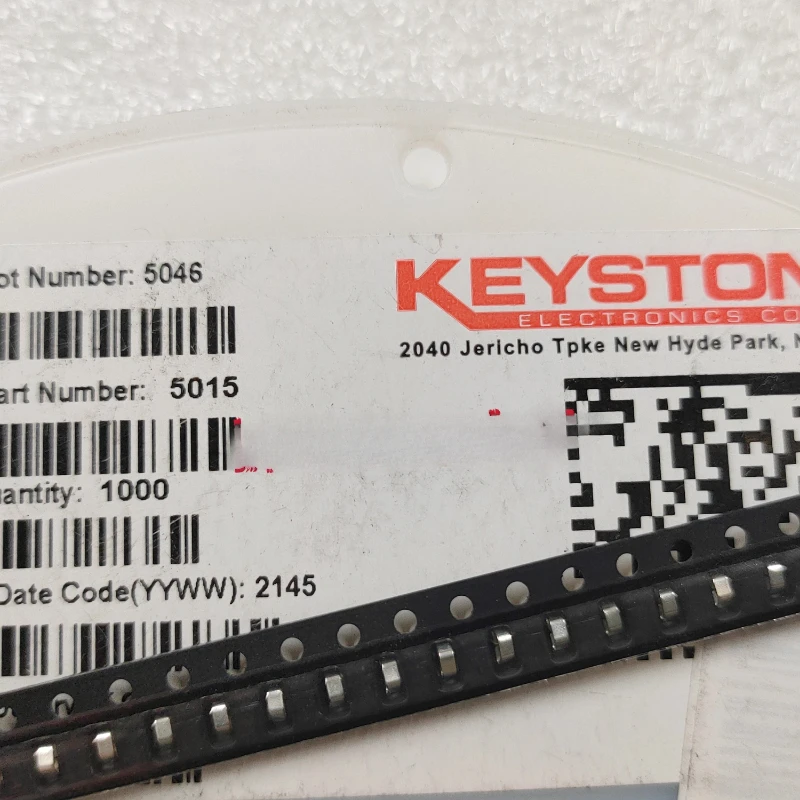 ot Number: 5046
KEYSTON
ELECTRONICS CO
2040 Jericho Tpke New Hyde Park, N
art Number: 5015
antity: 1000
Date Code(YYWW): 2145